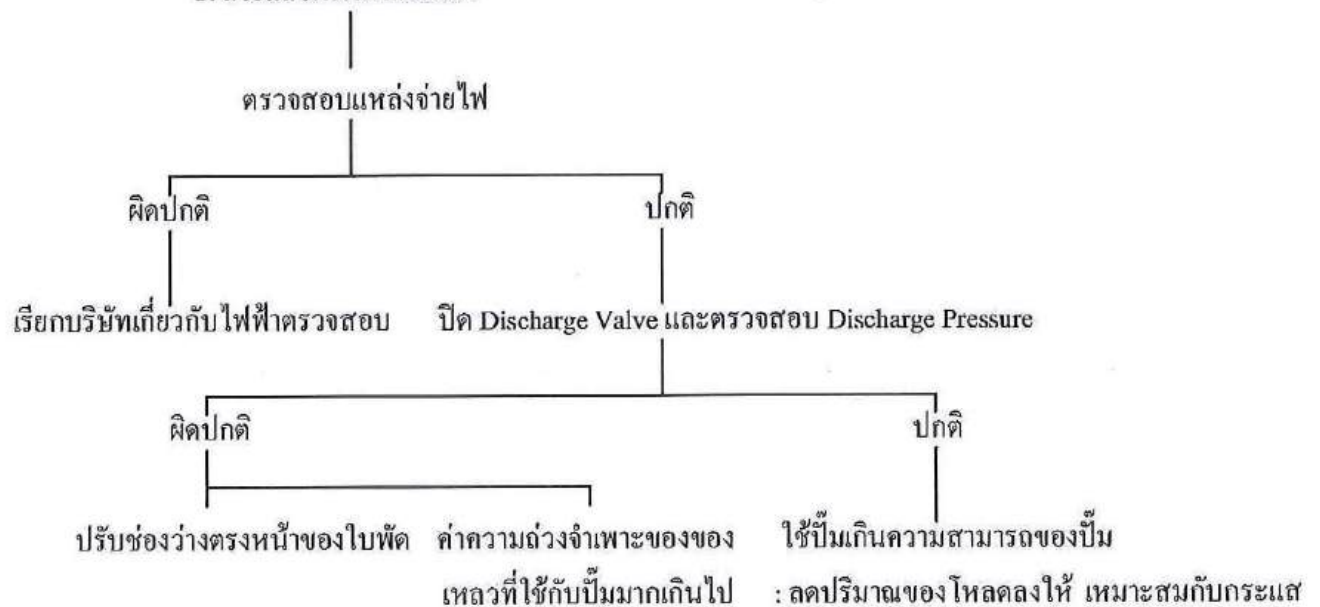 ตรวจสอบแหล่งจ่ายไฟ
ผิดปกติ ปกติ
เรียกบริษัทเกี่ยวกับไฟฟ้าตรวจสอบ ปิด Discharge Valve และตรวจสอบ Discharge Pressure
ผิดปกติ ปกติ
ปรับช่องว่างตรงหน้าของใบพัด ค่าความถ่วงจำเพาะของของ ใช้ปั๊มเกินความสามารถของปั๊ม
เหลวที่ใช้กับปั๊มมากเกินไป : ลดปริมาณของโหลดลงให้ เหมาะสมกับกระแส